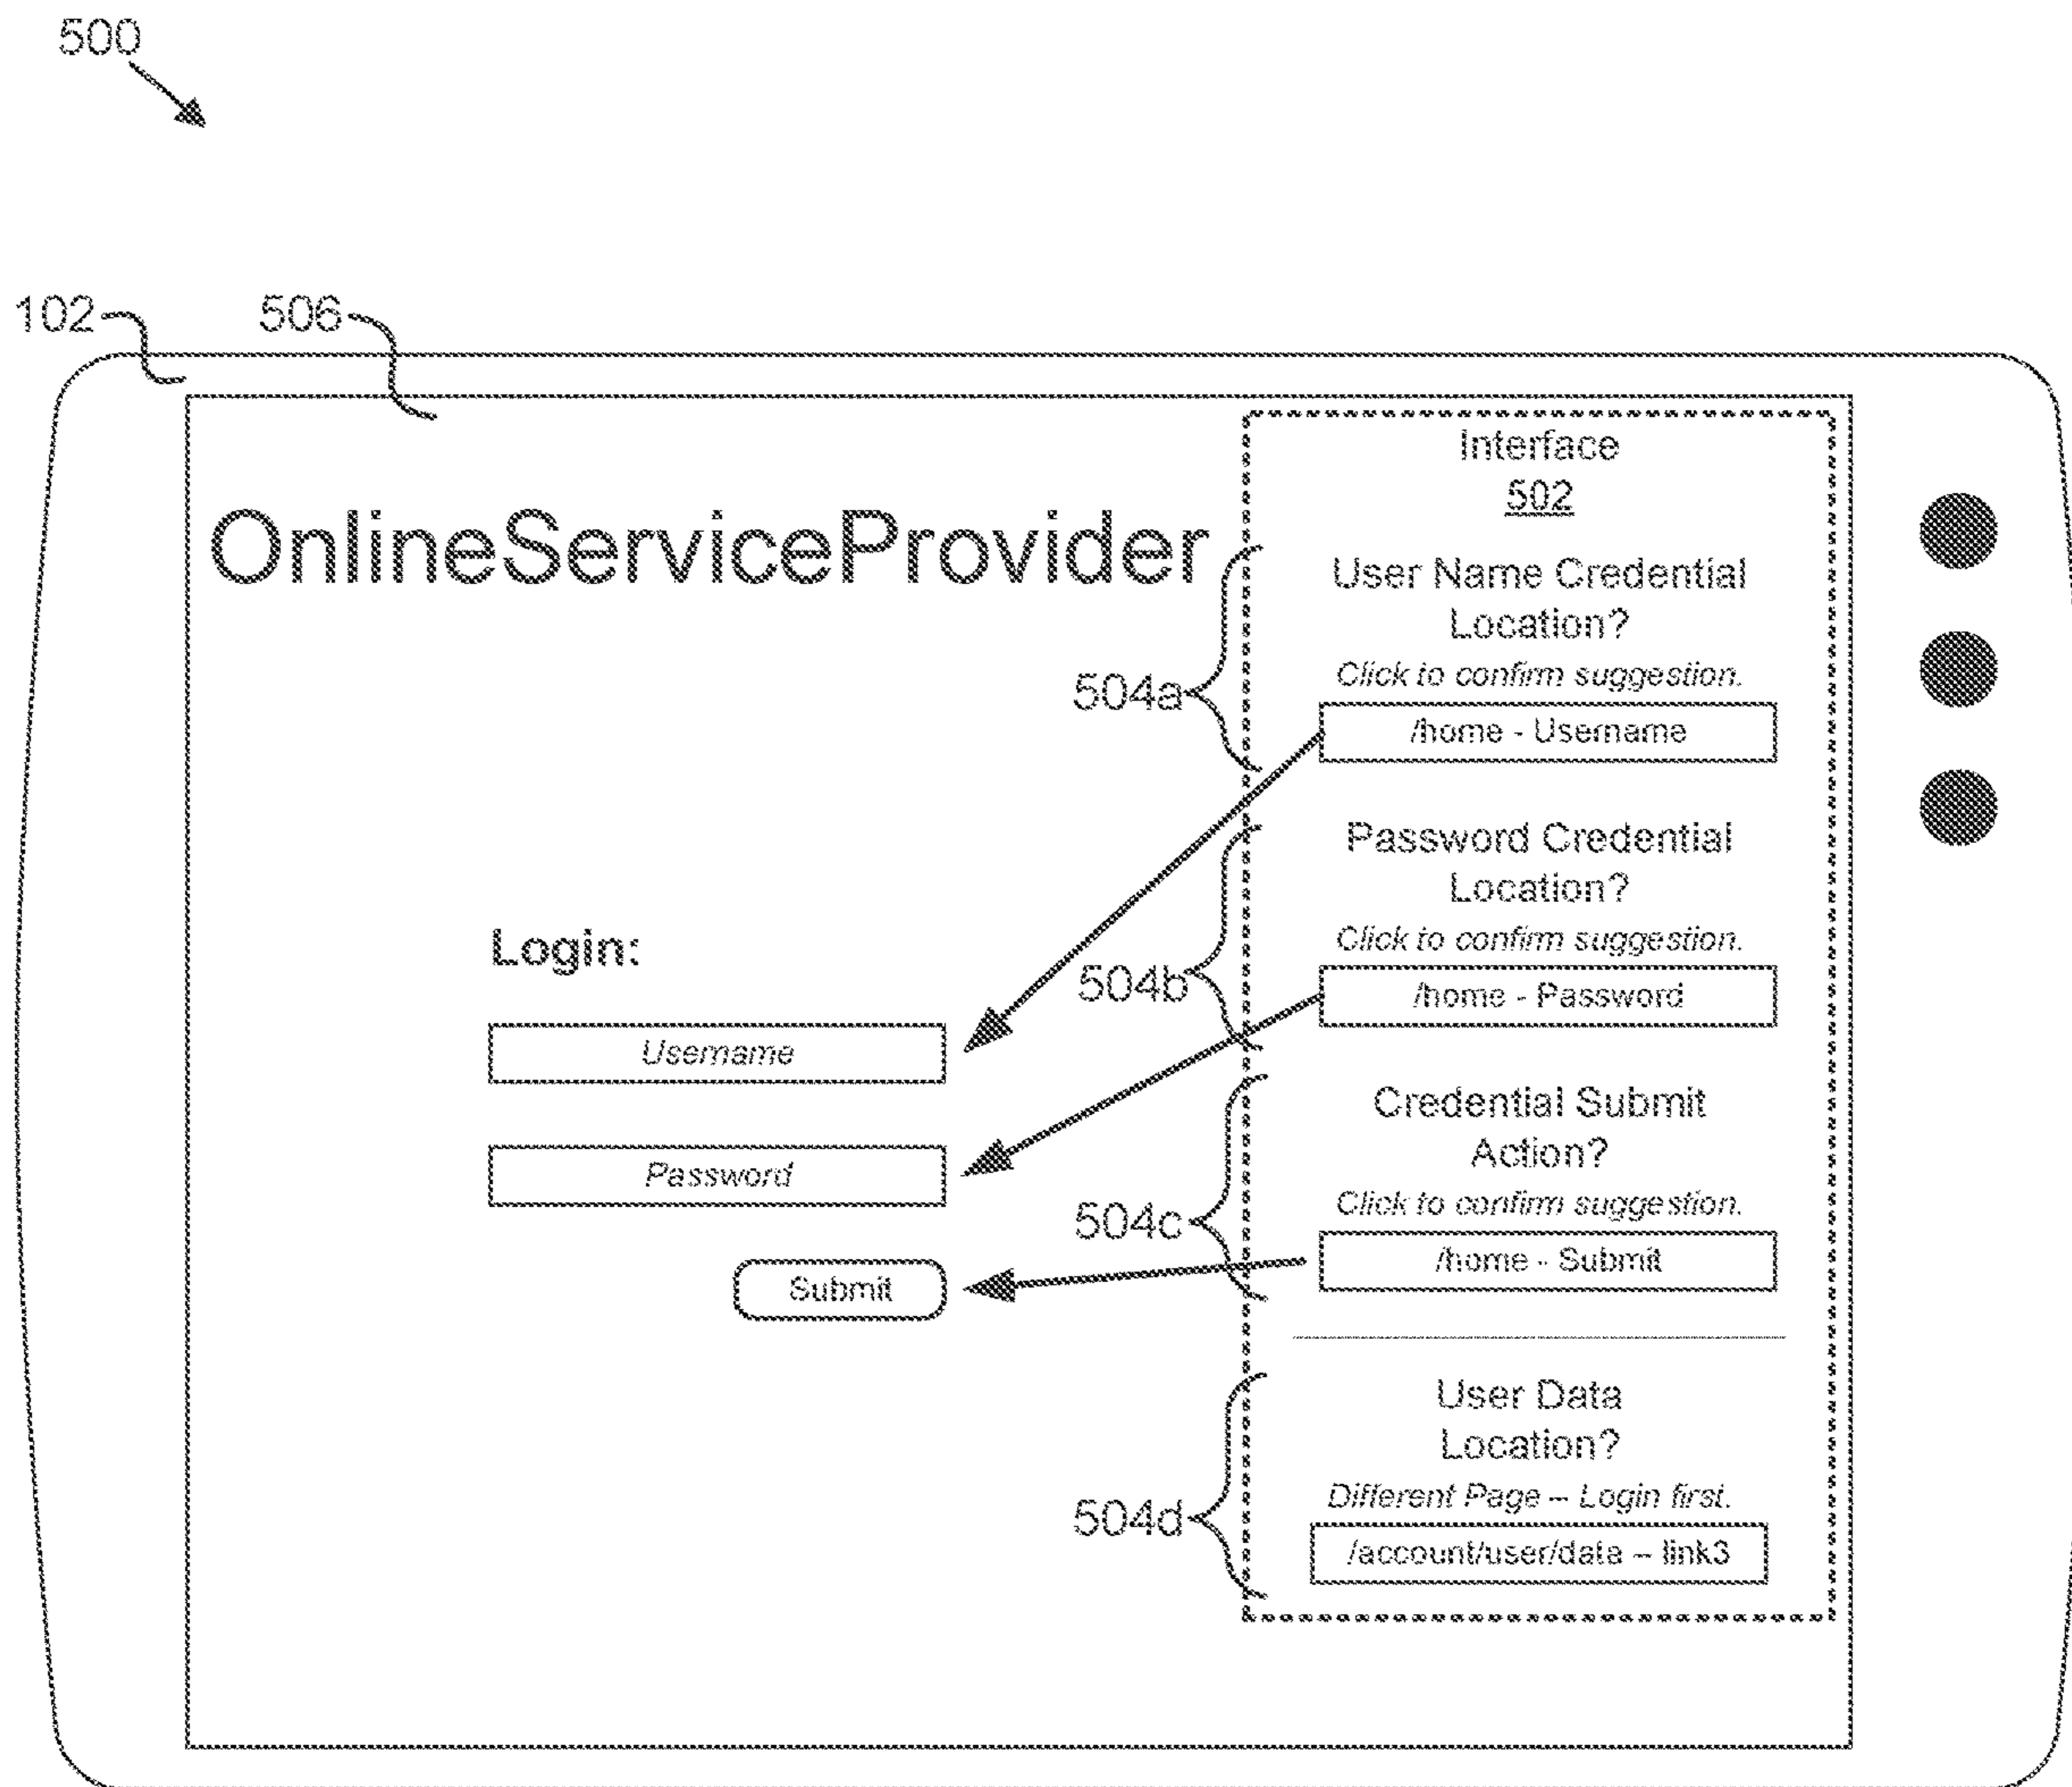 500
102
506
OnlineServiceProvider
Login:
Username
Password
Submit
Interface
502
504a
User Name Credential
Location?
Click to confirm suggestion.
/home - Username
504b
Password Credential
Location?
Click to confirm suggestion.
/home - Password
504c
Credential Submit
Action?
Click to confirm suggestion.
/home - Submit
504d
User Data
Location?
Different Page – Login first.
/account/user/data – link3